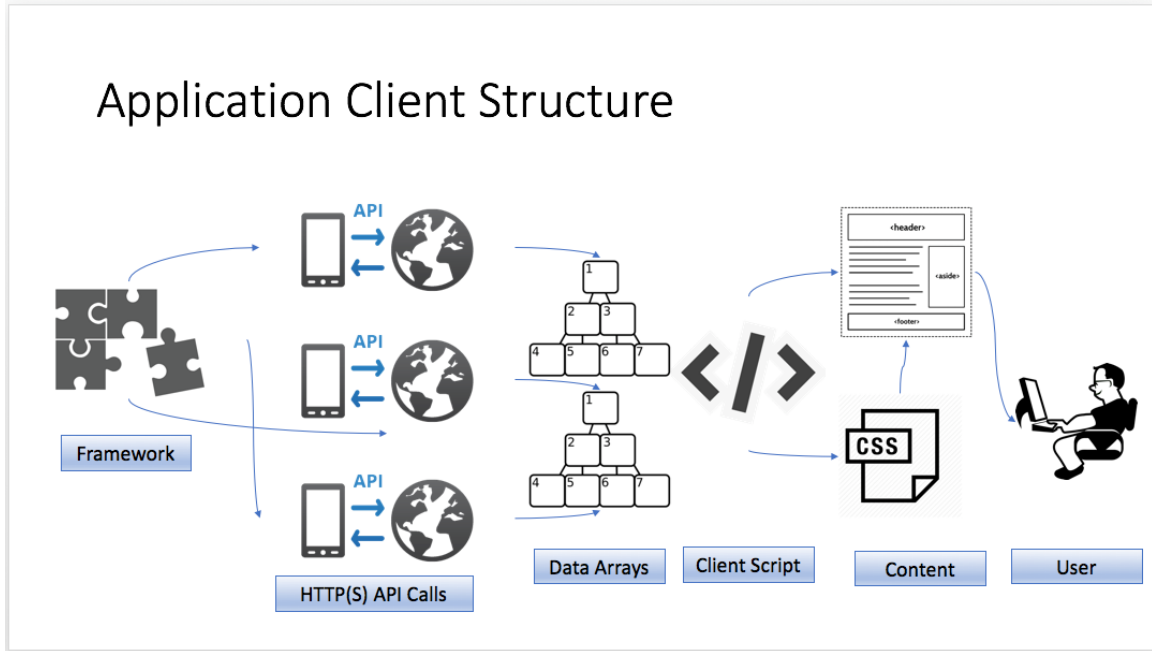 Application Client Structure
API
API
API
<header>
<aside>
<footer>
1
2 3
4 5 6 7
1
2 3
4 5 6 7
</>
CSS
Framework
HTTP(S) API Calls
Data Arrays
Client Script
Content
User